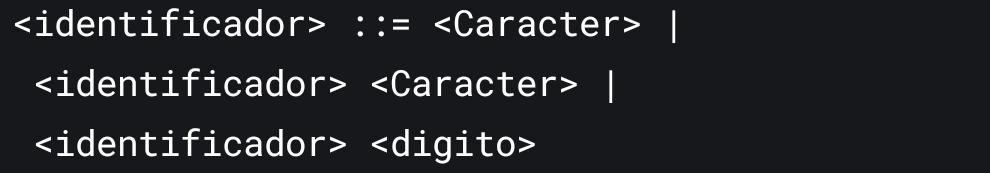 <identificador> ::= <Caracter> |
<identificador> <Caracter> |
<identificador> <digito>